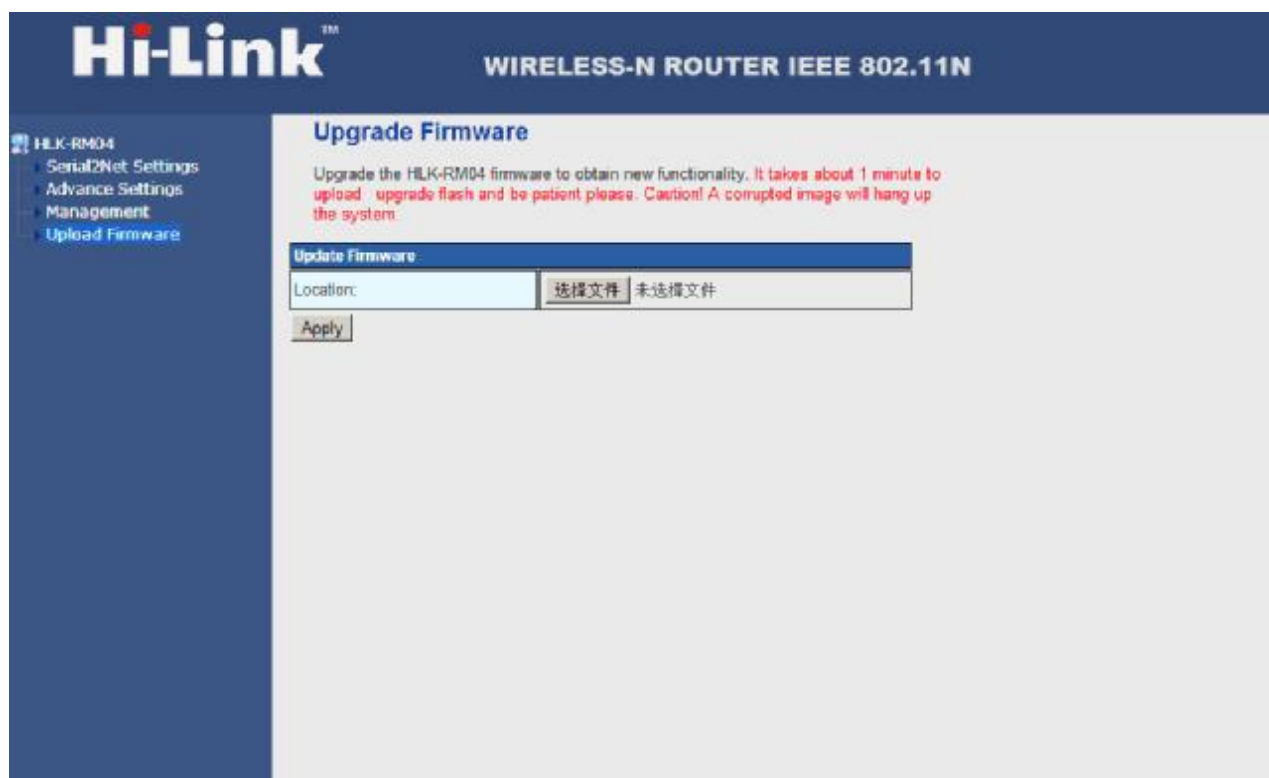 Hi-Link™
WIRELESS-N ROUTER IEEE 802.11N
HLK-RM04
Serial2Net Settings
Advance Settings
Management
Upload Firmware
Upgrade Firmware
Upgrade the HLK-RM04 firmware to obtain new functionality. It takes about 1 minute to
upload upgrade flash and be patient please. Caution! A corrupted image will hang up
the system.
Update Firmware
Location: 选择文件 未选择文件
Apply